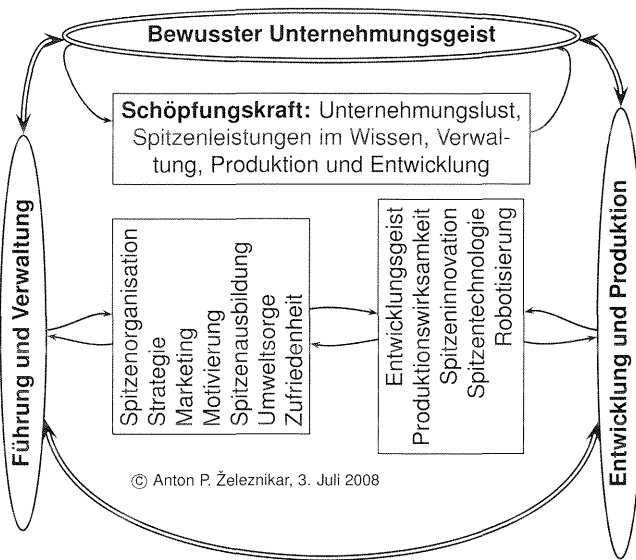 Bewusster Unternehmungsgeist
Schöpfungskraft: Unternehmungslust,
Spitzenleistungen im Wissen, Verwal-
tung, Produktion und Entwicklung
Führung und Verwaltung
Spitzenorganisation
Strategie
Marketing
Motivierung
Spitzenausbildung
Umweltsorge
Zufriedenheit
Entwicklungsgeist
Produktionswirksamkeit
Spitzeninnovation
Spitzentechnologie
Robotisierung
Entwicklung und Produktion
© Anton P. Železnikar, 3. Juli 2008